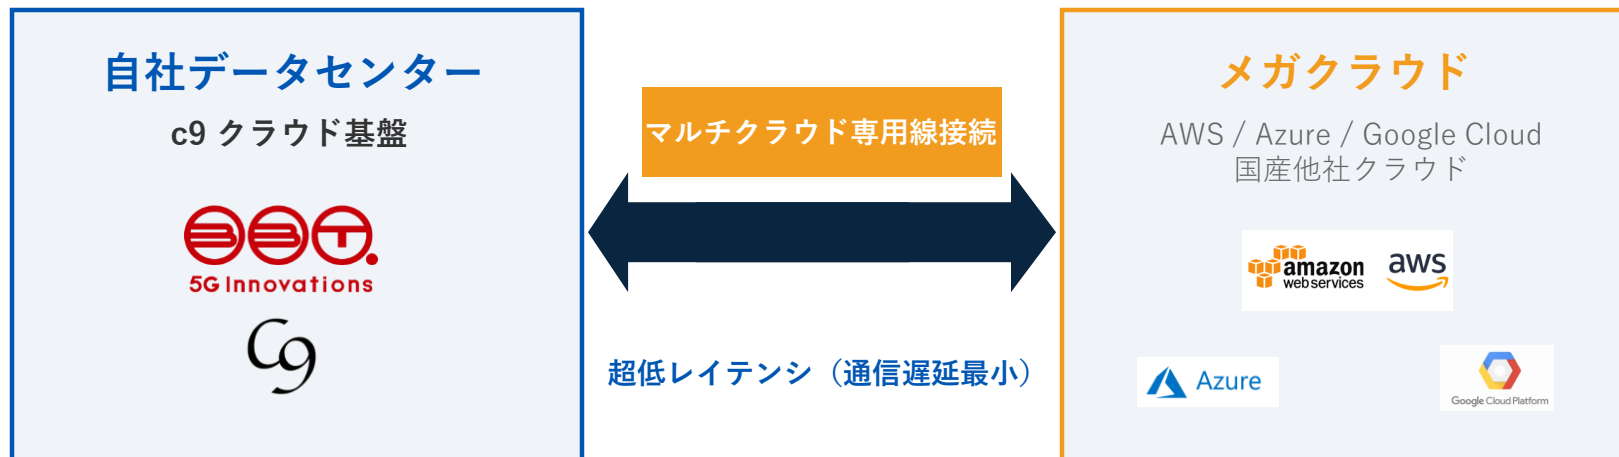 自社データセンター
c9 クラウド基盤
BBT.
5G Innovations
C9
マルチクラウド専用線接続
超低レイテンシ（通信遅延最小）
メガクラウド
AWS / Azure / Google Cloud
国産他社クラウド
amazon
webservices
aws
Azure
Google Cloud Platform